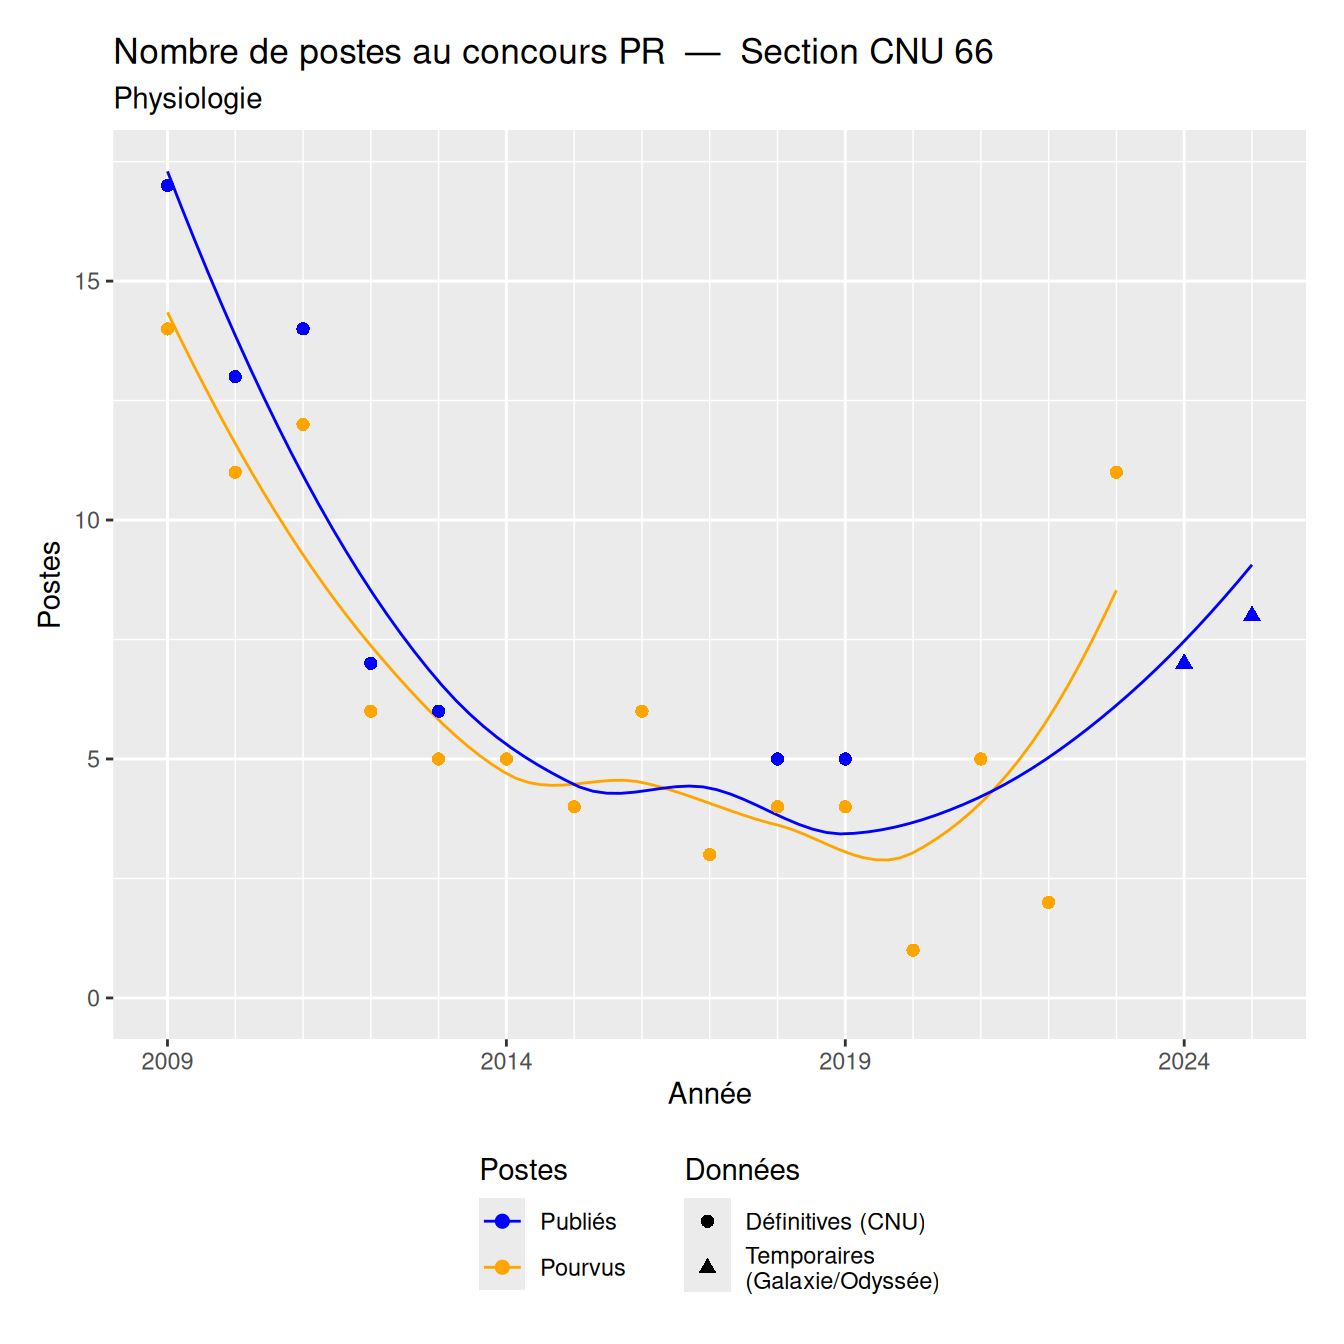 Nombre de postes au concours PR — Section CNU 66
Physiologie
Postes
15
10
5
0
2009
2014
2019
2024
Année
Postes
Publiés
Pourvus
Données
Définitives (CNU)
Temporaires
(Galaxie/Odyssée)